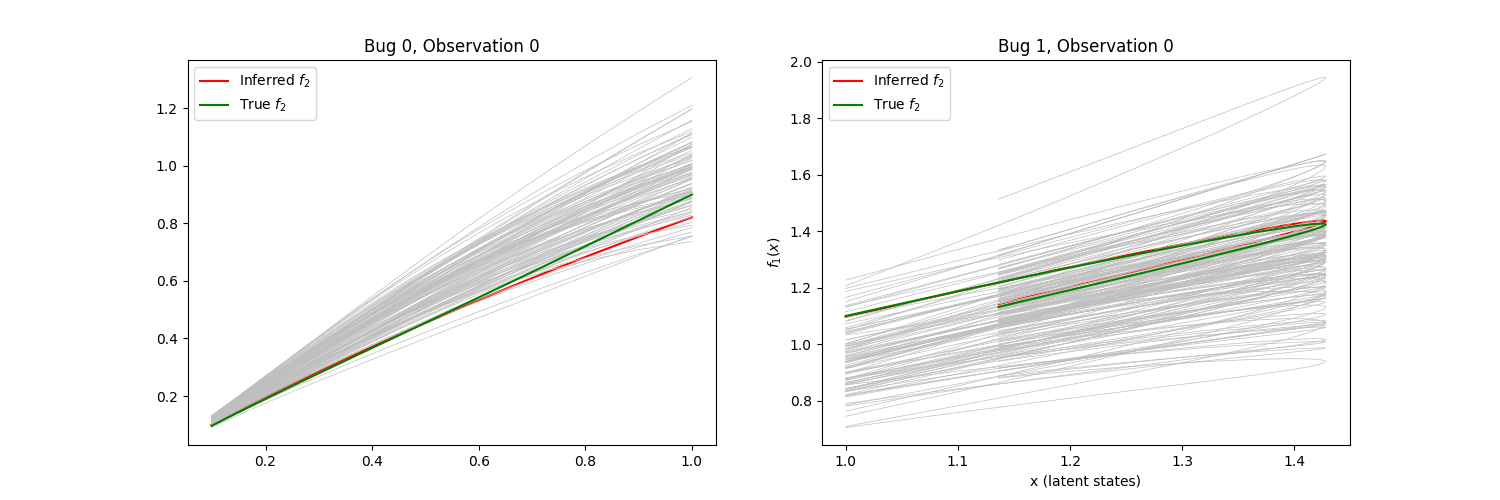 Bug 0, Observation 0
Inferred f₂
True f₂
1.2
1.0
0.8
0.6
0.4
0.2
0.2 0.4 0.6 0.8 1.0
Bug 1, Observation 0
Inferred f₂
True f₂
2.0
1.8
1.6
1.4
1.2
1.0
0.8
f₁(x)
1.0 1.1 1.2 1.3 1.4
x (latent states)